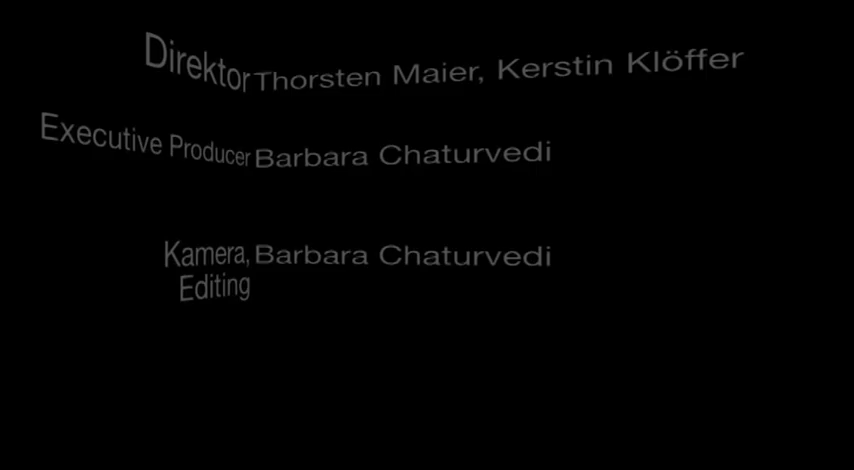 Direktor Thorsten Maier, Kerstin Klöffer
Executive Producer Barbara Chaturvedi
Kamera, Barbara Chaturvedi
Editing